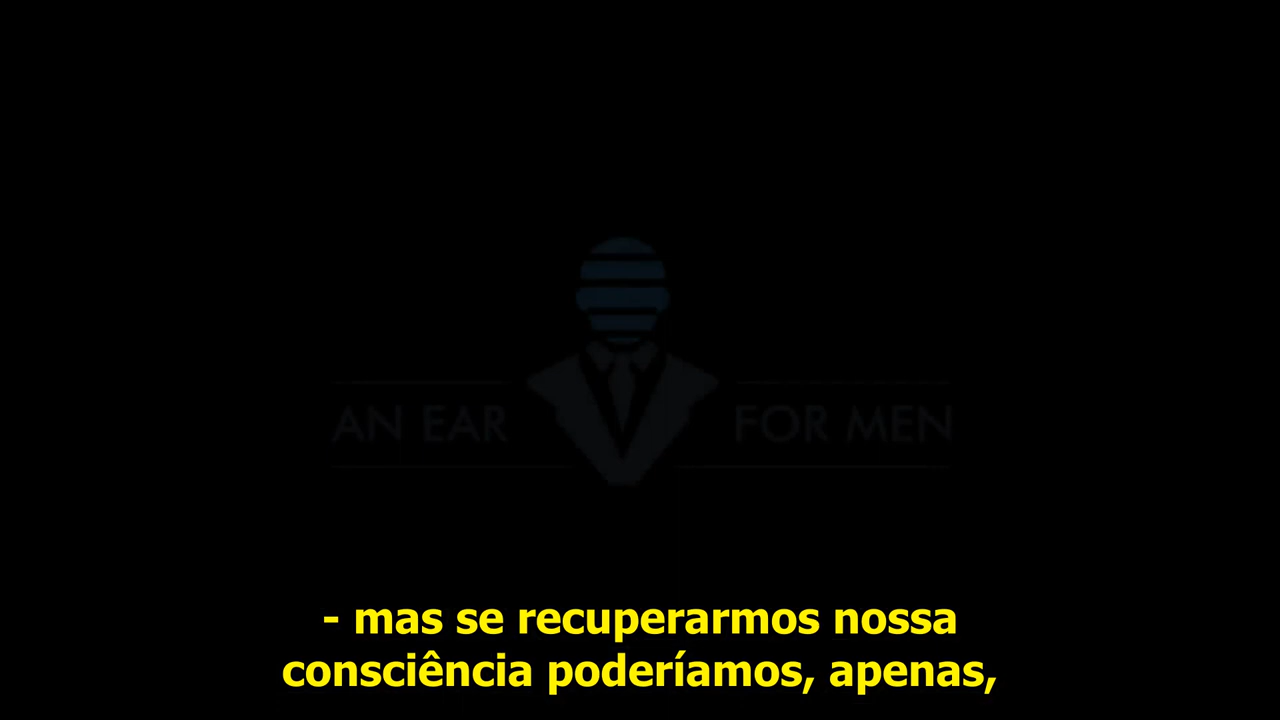 AN EAR FOR MEN
- mas se recuperarmos nossa
consciência poderíamos, apenas,